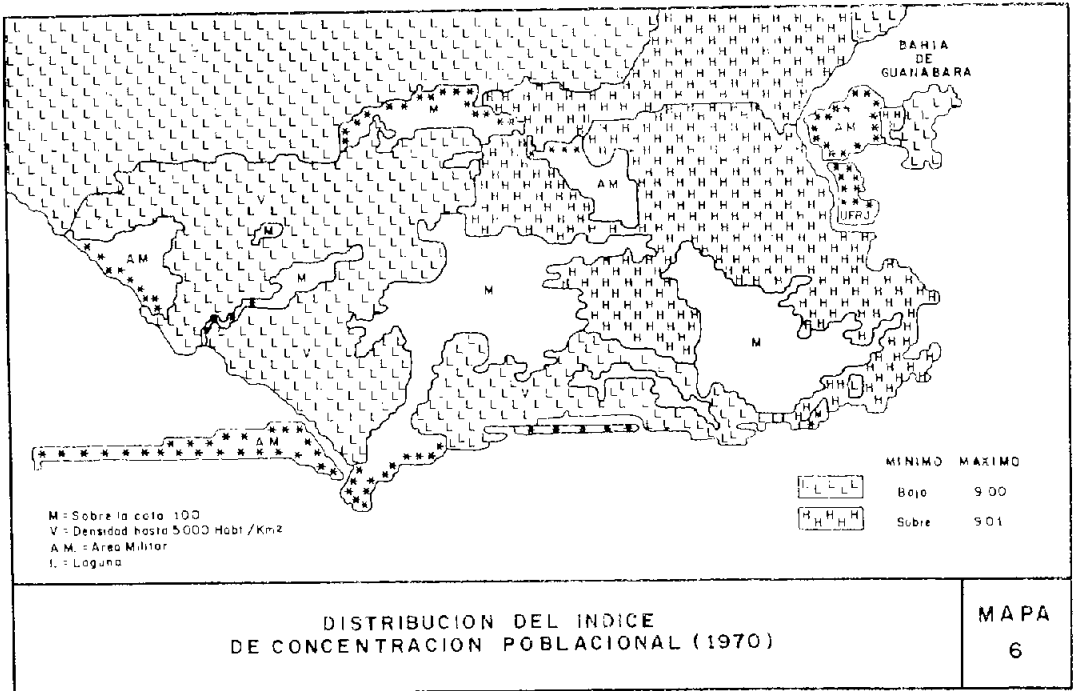 BAHIA
DE
GUANABARA
M
AM
H
AM
V
UFRJ
M
AM
M
M
M
V
V
L
M
AM
MINIMO MAXIMO
Bajo 9.00
Sobre 9.01
M = Sobre la cota 100
V = Densidad hasta 5000 Habt./Km2
A M. = Area Militar
L = Laguna
DISTRIBUCION DEL INDICE
DE CONCENTRACION POBLACIONAL (1970)
MAPA
6